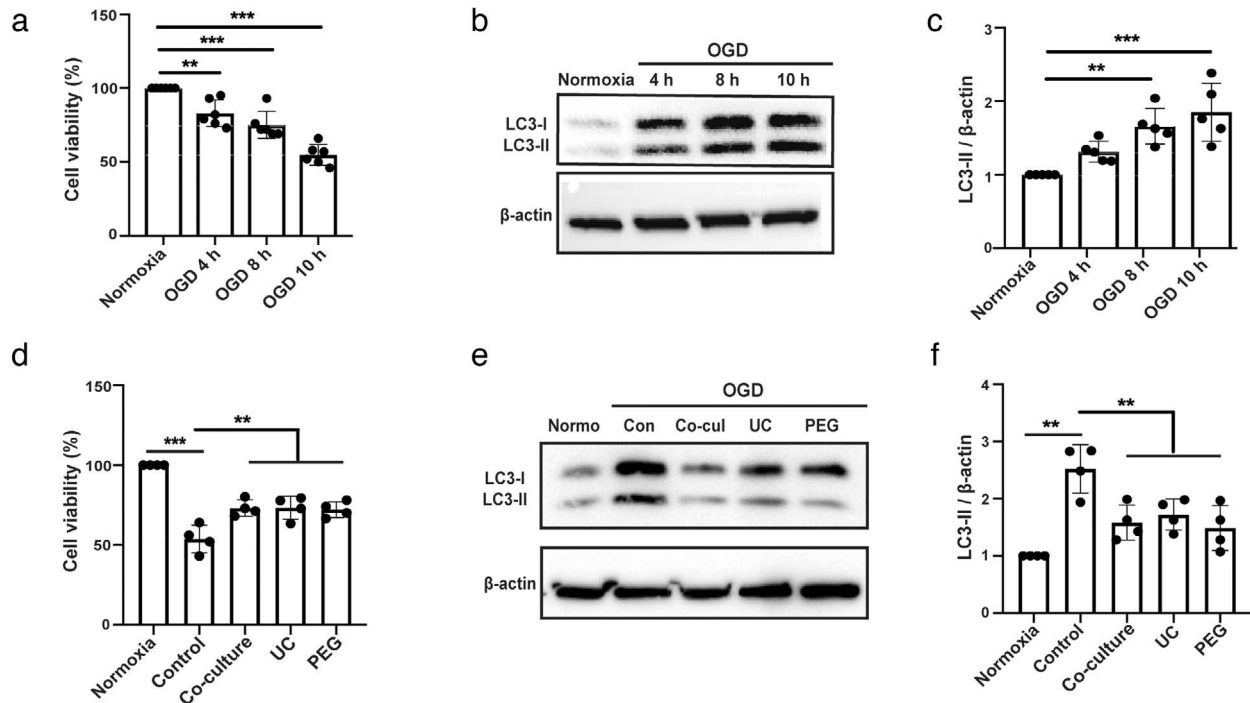 a
Cell viability (%)
150
100
50
0
***
***
**
Normoxia
OGD 4 h
OGD 8 h
OGD 10 h
b
OGD
Normoxia 4 h 8 h 10 h
LC3-I
LC3-II
β-actin
c
LC3-II / β-actin
3
2
1
0
***
**
Normoxia
OGD 4 h
OGD 8 h
OGD 10 h
d
Cell viability (%)
150
100
50
0
**
***
Normoxia
Control
Co-culture
UC
PEG
e
OGD
Normo Con Co-cul UC PEG
LC3-I
LC3-II
β-actin
f
LC3-II / β-actin
4
3
2
1
0
**
**
Normoxia
Control
Co-culture
UC
PEG